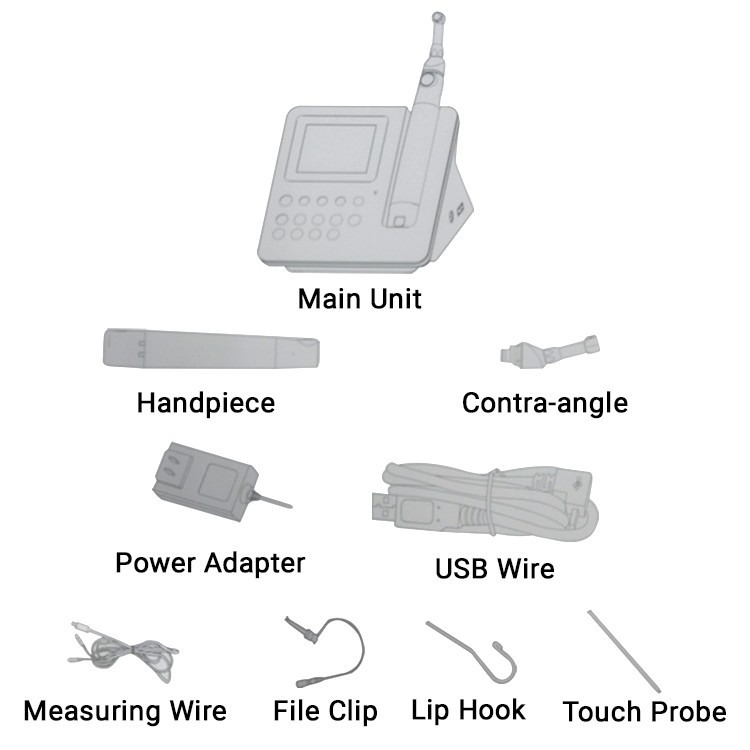 Main Unit
Handpiece
Contra-angle
Power Adapter
USB Wire
Measuring Wire
File Clip
Lip Hook
Touch Probe